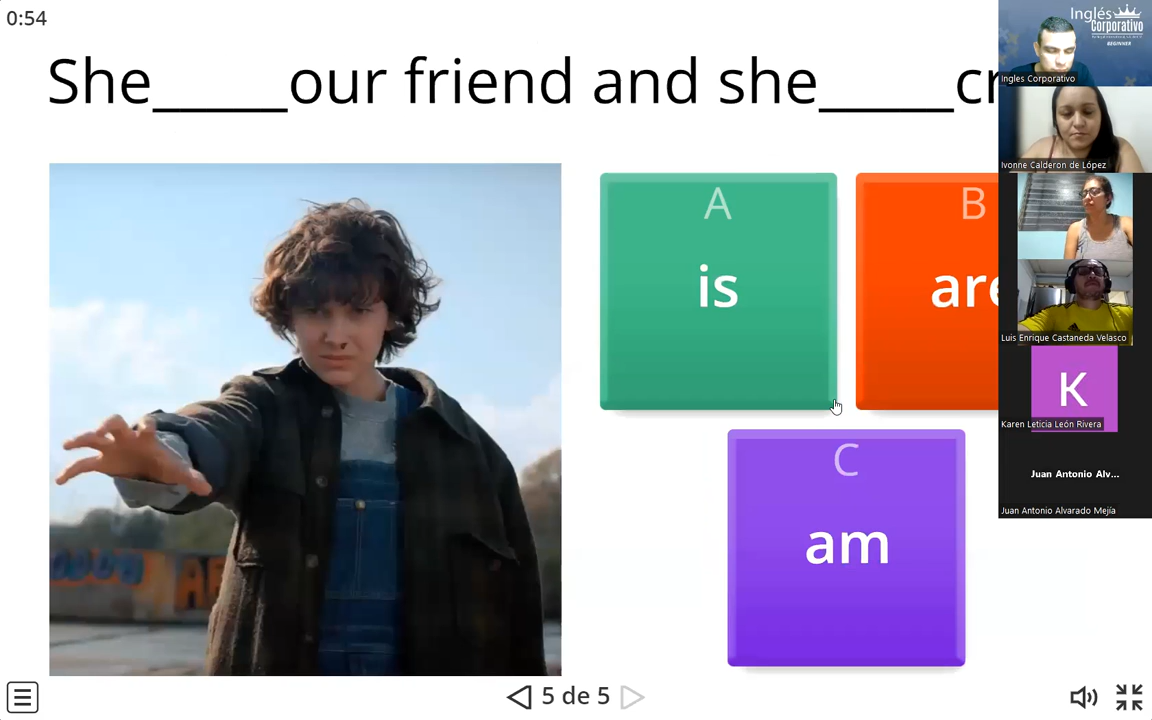 0:54
She_____our friend and she_____cr
A
is
B
are
C
am
5 de 5
Inglés
Corporativo
BEGINNER
Ingles Corporativo
Ivonne Calderon de López
Luis Enrique Castaneda Velasco
K
Karen Leticia León Rivera
Juan Antonio Alv...
Juan Antonio Alvarado Mejía